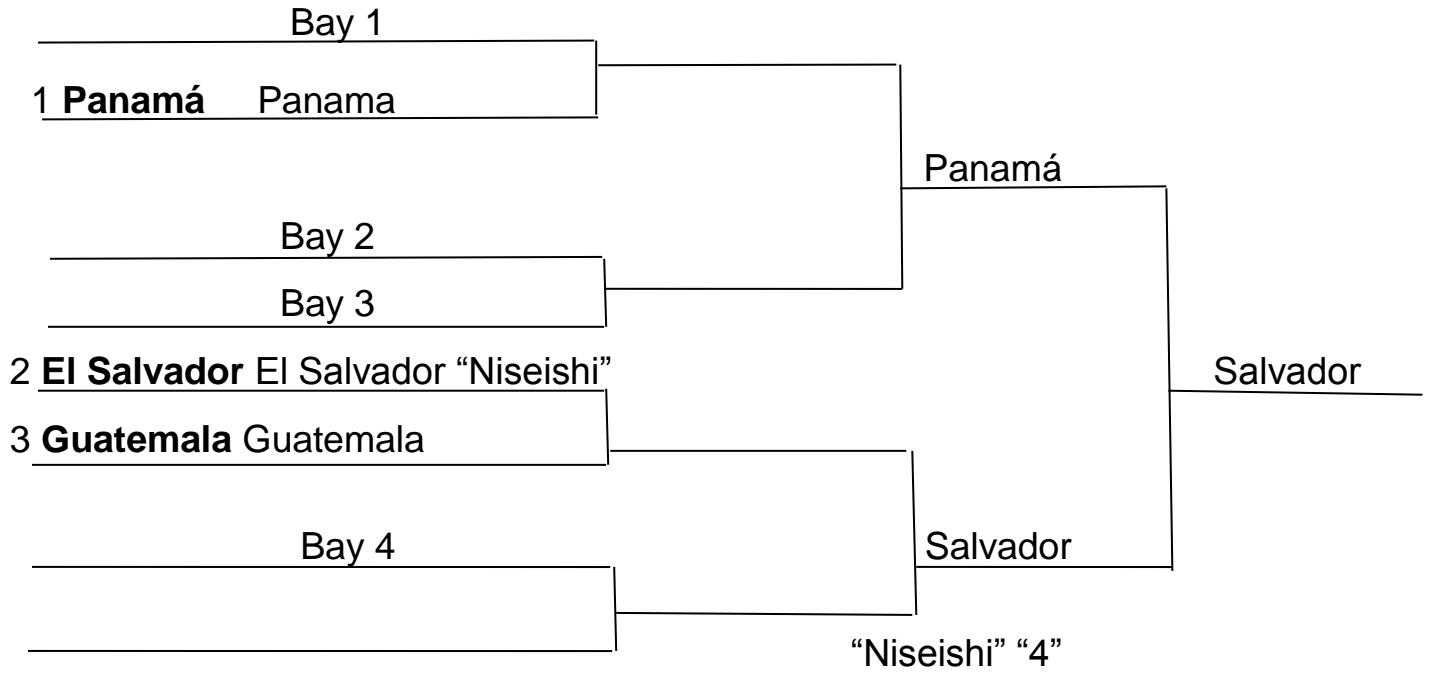 Bay 1
1 Panamá Panama
Panamá
Bay 2
Bay 3
2 El Salvador El Salvador “Niseishi”
Salvador
3 Guatemala Guatemala
Bay 4
Salvador
“Niseishi” “4”